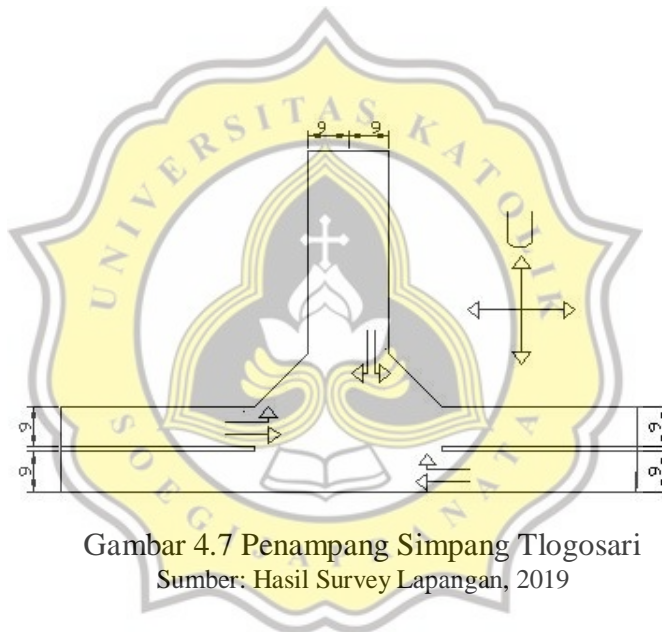 UNIVERSITAS KATOLIK
9 9
U
9 9
9 9
SOEGIJAPRANATA
Gambar 4.7 Penampang Simpang Tlogosari
Sumber: Hasil Survey Lapangan, 2019